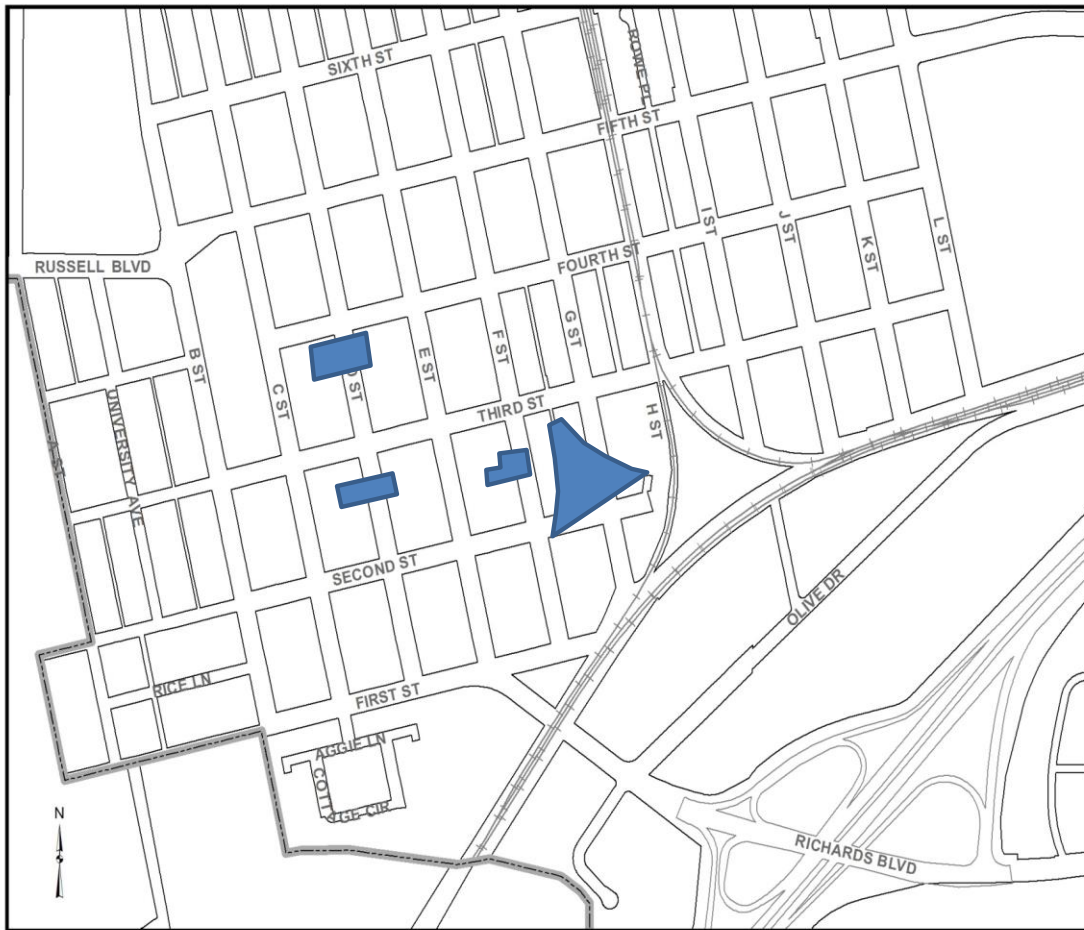 SIXTH ST
ROWE PL
FIFTH ST
I ST
J ST
K ST
L ST
FOURTH ST
RUSSELL BLVD
G ST
F ST
E ST
B ST
D ST
C ST
UNIVERSITY AVE
A ST
THIRD ST
H ST
SECOND ST
OLIVE DR
RICE LN
FIRST ST
AGGIE LN
COTTAGE CIR
N
RICHARDS BLVD